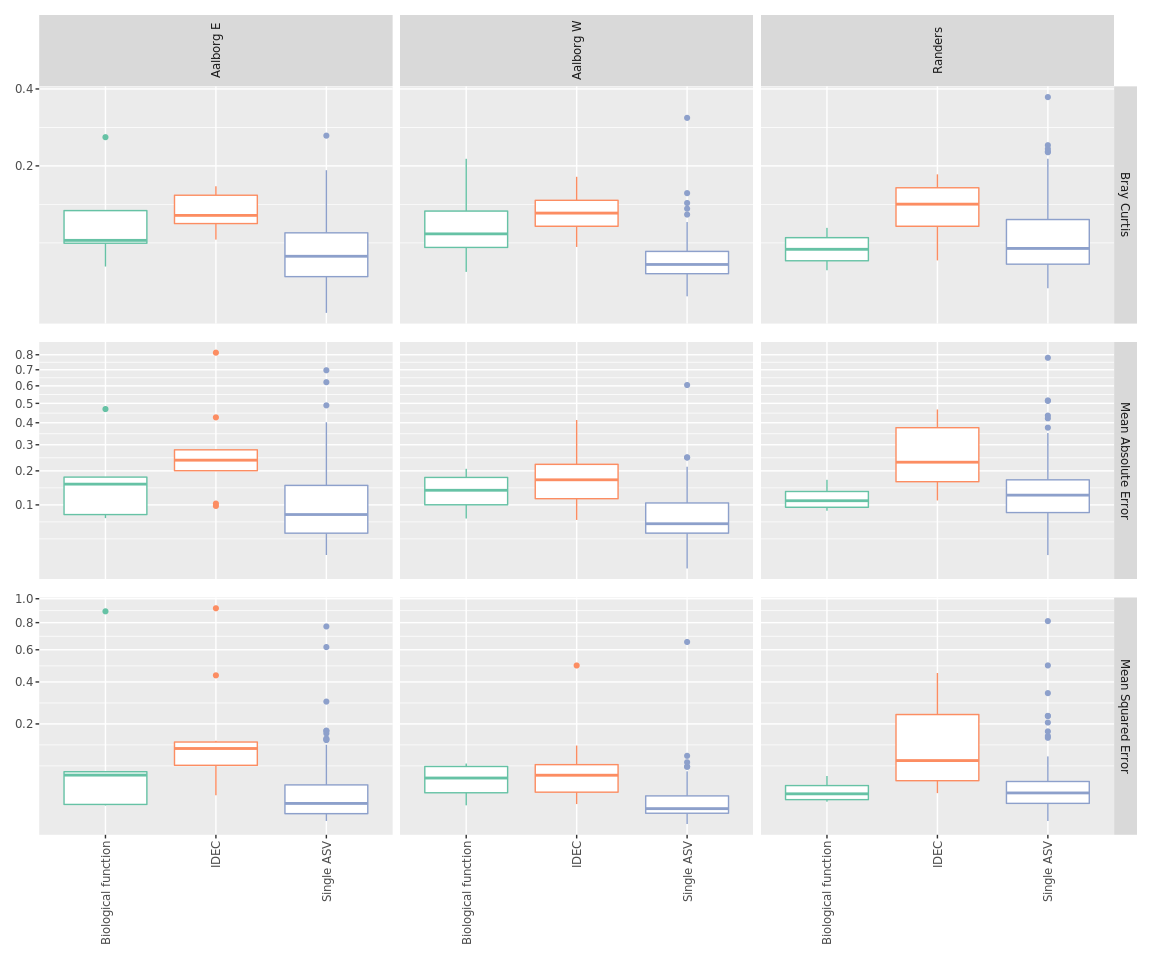 Aalborg E
Aalborg W
Randers
0.4
0.2
Bray Curtis
0.8
0.7
0.6
0.5
0.4
0.3
0.2
0.1
Mean Absolute Error
1.0
0.8
0.6
0.4
0.2
Mean Squared Error
Biological function
IDEC
Single ASV
Biological function
IDEC
Single ASV
Biological function
IDEC
Single ASV